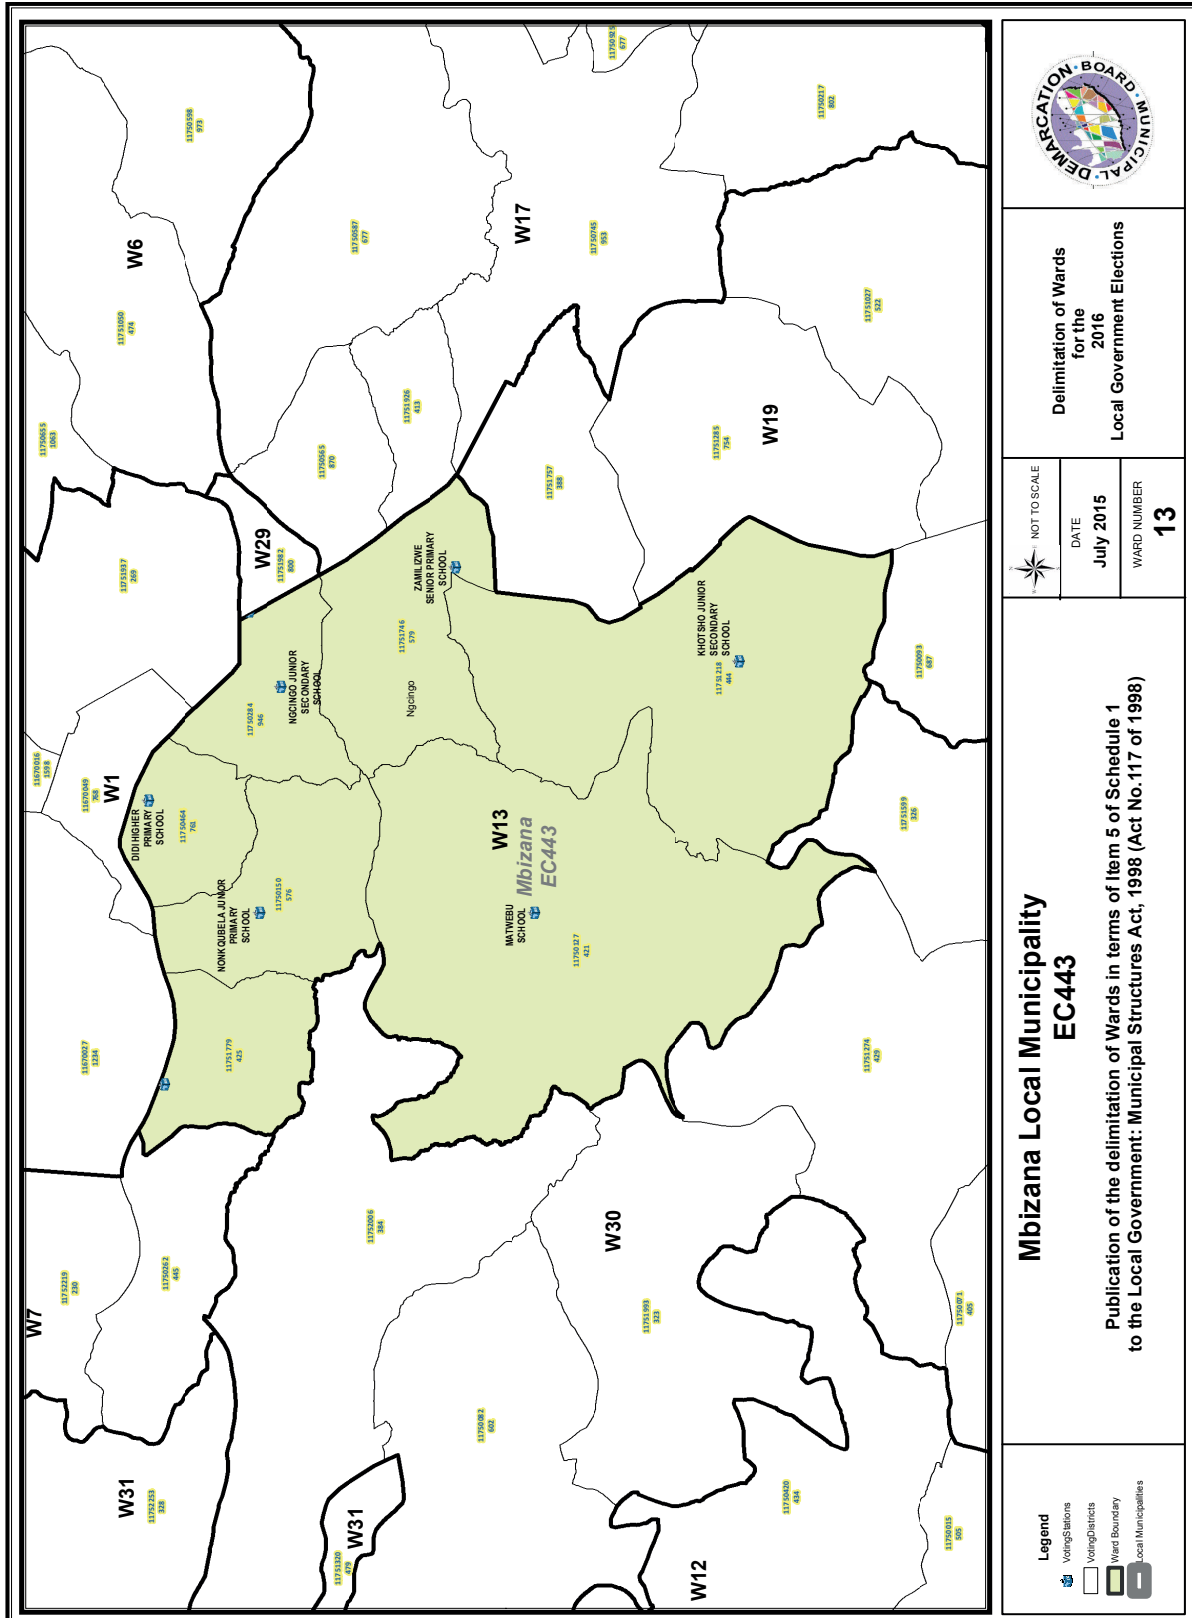 W7
W31
W31
W12
W30
W1
W6
W29
W17
W19
W13
Mbizana
EC443
11752219
230
11750262
445
11752253
328
11751320
479
11752006
384
11750082
602
11751993
323
11750420
434
11750015
505
11750071
405
11751274
429
11751599
326
11750093
687
11670027
1234
11670049
768
11670016
1598
11751937
269
11750655
1063
11751050
474
11750598
973
11751982
800
11750565
870
11751926
413
11750587
677
11750745
953
11750925
677
11750217
802
11751027
522
11751285
754
11751757
388
11751779
425
NONKQUBELA JUNIOR
PRIMARY
SCHOOL
11750150
576
DIDI HIGHER
PRIMARY
SCHOOL
11750464
761
NGCINGO JUNIOR
SECONDARY
SCHOOL
11750284
946
ZAMILIZWE
SENIOR PRIMARY
SCHOOL
11751746
579
Ngcingo
MATWEBU
SCHOOL
11750127
421
KHOTSHO JUNIOR
SECONDARY
SCHOOL
11751218
444
Legend
VotingStations
VotingDistricts
Ward Boundary
Local Municipalities
Mbizana Local Municipality
EC443
Publication of the delimitation of Wards in terms of Item 5 of Schedule 1
to the Local Government: Municipal Structures Act, 1998 (Act No.117 of 1998)
NOT TO SCALE
DATE
July 2015
WARD NUMBER
13
Delimitation of Wards
for the
2016
Local Government Elections
MUNICIPAL DEMARCATION BOARD